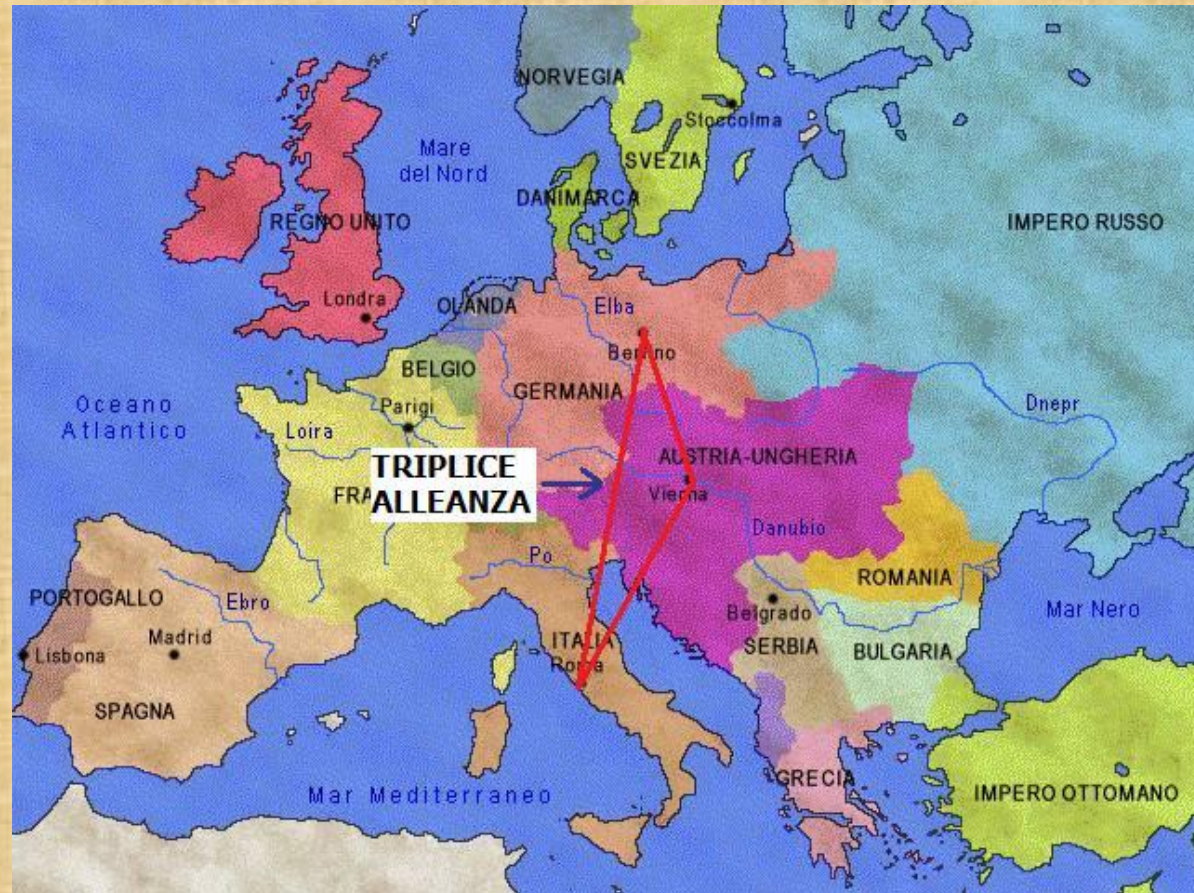 NORVEGIA
Stoccolma
Mare
del Nord
SVEZIA
DANIMARCA
REGNO UNITO
IMPERO RUSSO
Londra
OLANDA
Elba
Berlino
BELGIO
GERMANIA
Parigi
Oceano
Atlantico
Loira
Dnepr
TRIPLICE
ALLEANZA
FRA
AUSTRIA-UNGHERIA
Vienna
Danubio
Po
ROMANIA
PORTOGALLO
Ebro
Belgrado
Mar Nero
Madrid
Lisbona
ITALIA
Roma
SERBIA
BULGARIA
SPAGNA
GRECIA
Mar Mediterraneo
IMPERO OTTOMANO